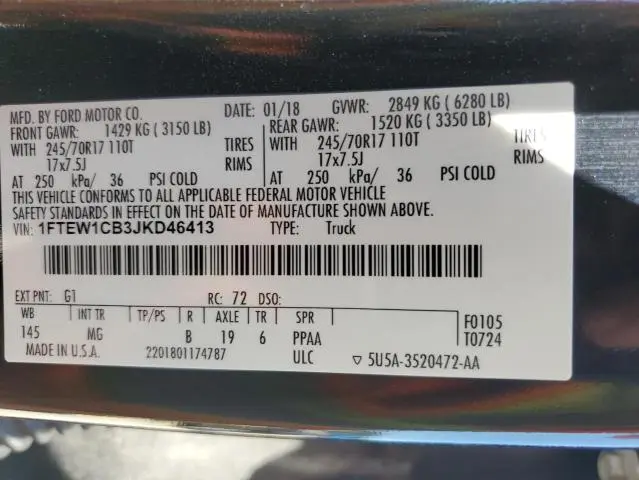 MFD. BY FORD MOTOR CO. DATE: 01/18 GVWR: 2849 KG ( 6280 LB)
FRONT GAWR: 1429 KG ( 3150 LB) REAR GAWR: 1520 KG ( 3350 LB)
WITH 245/70R17 110T TIRES WITH 245/70R17 110T TIRES
17x7.5J RIMS 17x7.5J RIMS
AT 250 kPa/ 36 PSI COLD AT 250 kPa/ 36 PSI COLD
THIS VEHICLE CONFORMS TO ALL APPLICABLE FEDERAL MOTOR VEHICLE
SAFETY STANDARDS IN EFFECT ON THE DATE OF MANUFACTURE SHOWN ABOVE.
VIN: 1FTEW1CB3JKD46413 TYPE: Truck
EXT PNT: G1 RC: 72 DSO:
WB INT TR TP/PS R AXLE TR SPR F0105
145 MG B 19 6 PPAA T0724
MADE IN U.S.A. 2201801174787 ULC ▽ 5U5A-3520472-AA